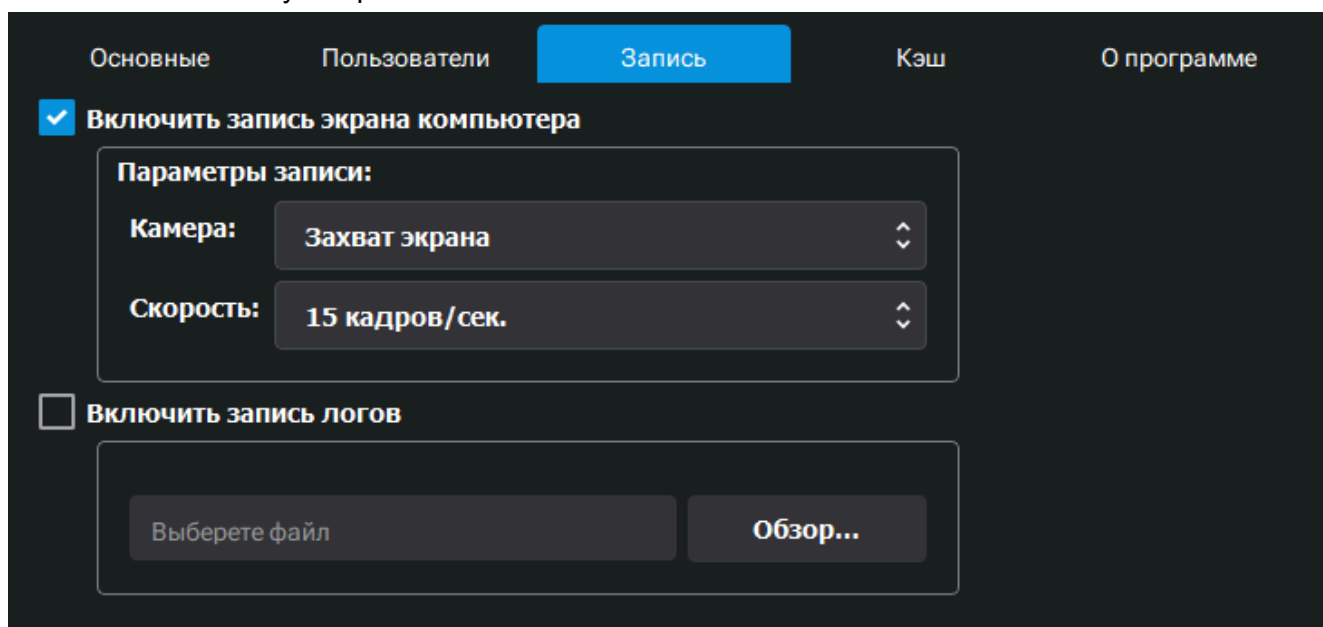 Основные Пользователи Запись Кэш О программе
Включить запись экрана компьютера
Параметры записи:
Камера: Захват экрана
Скорость: 15 кадров/сек.
Включить запись логов
Выберете файл Обзор...